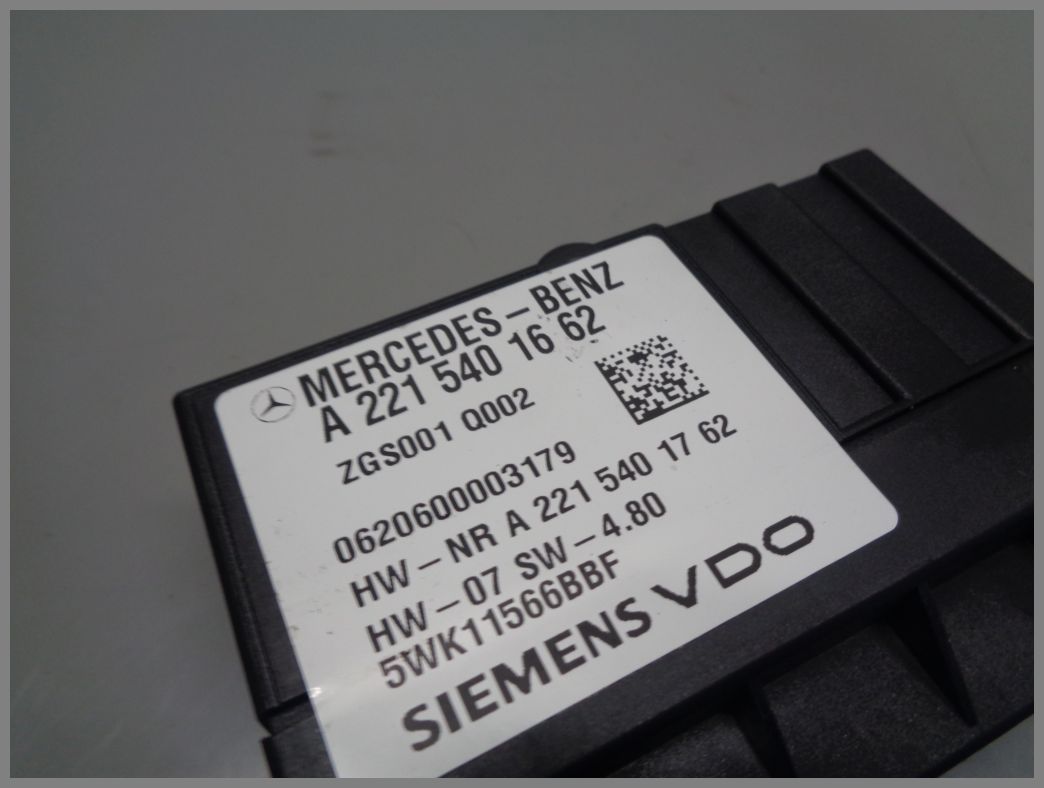 MERCEDES-BENZ
A 221 540 16 62
ZGS001 Q002
0620600003179
HW-NR A 221 540 17 62
HW-07 SW-4.80
5WK11566BBF
SIEMENS VDO